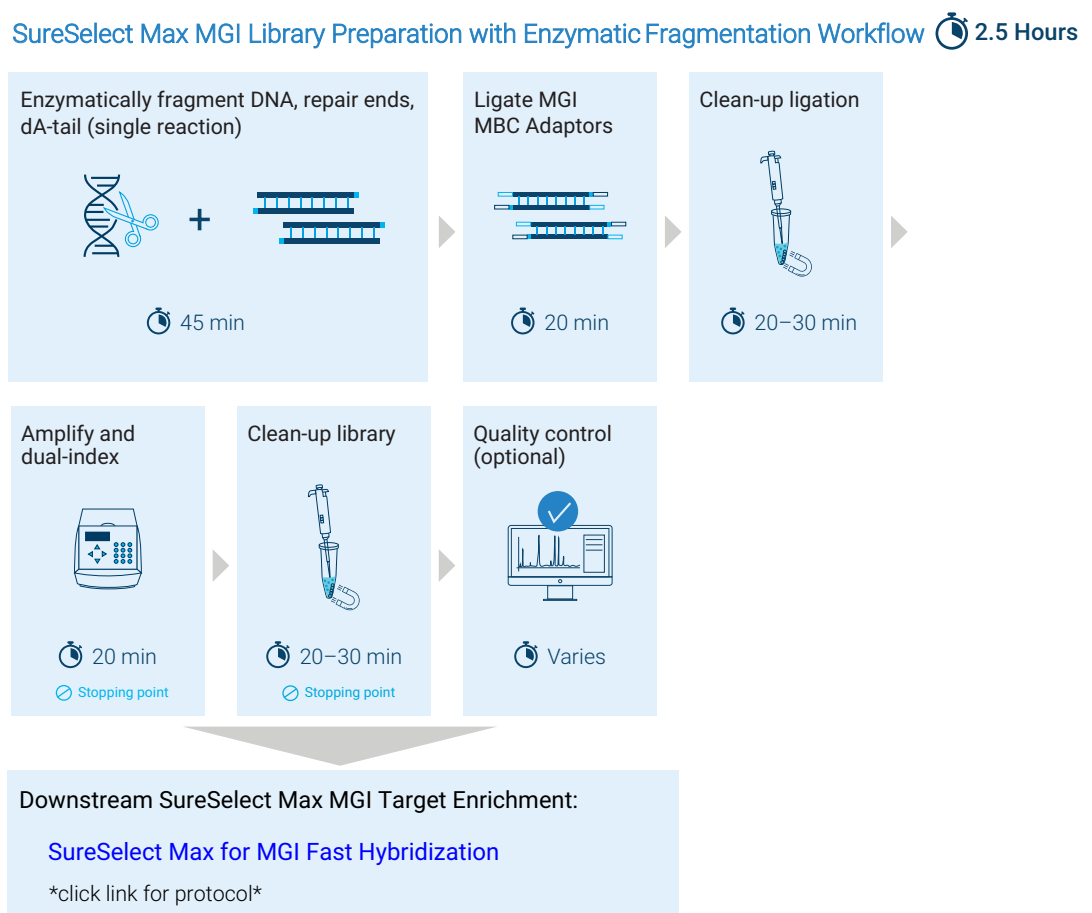 SureSelect Max MGI Library Preparation with Enzymatic Fragmentation Workflow 2.5 Hours
Enzymatically fragment DNA, repair ends,
dA-tail (single reaction)
45 min
Ligate MGI
MBC Adaptors
20 min
Clean-up ligation
20–30 min
Amplify and
dual-index
20 min
Stopping point
Clean-up library
20–30 min
Stopping point
Quality control
(optional)
Varies
Downstream SureSelect Max MGI Target Enrichment:
SureSelect Max for MGI Fast Hybridization
*click link for protocol*